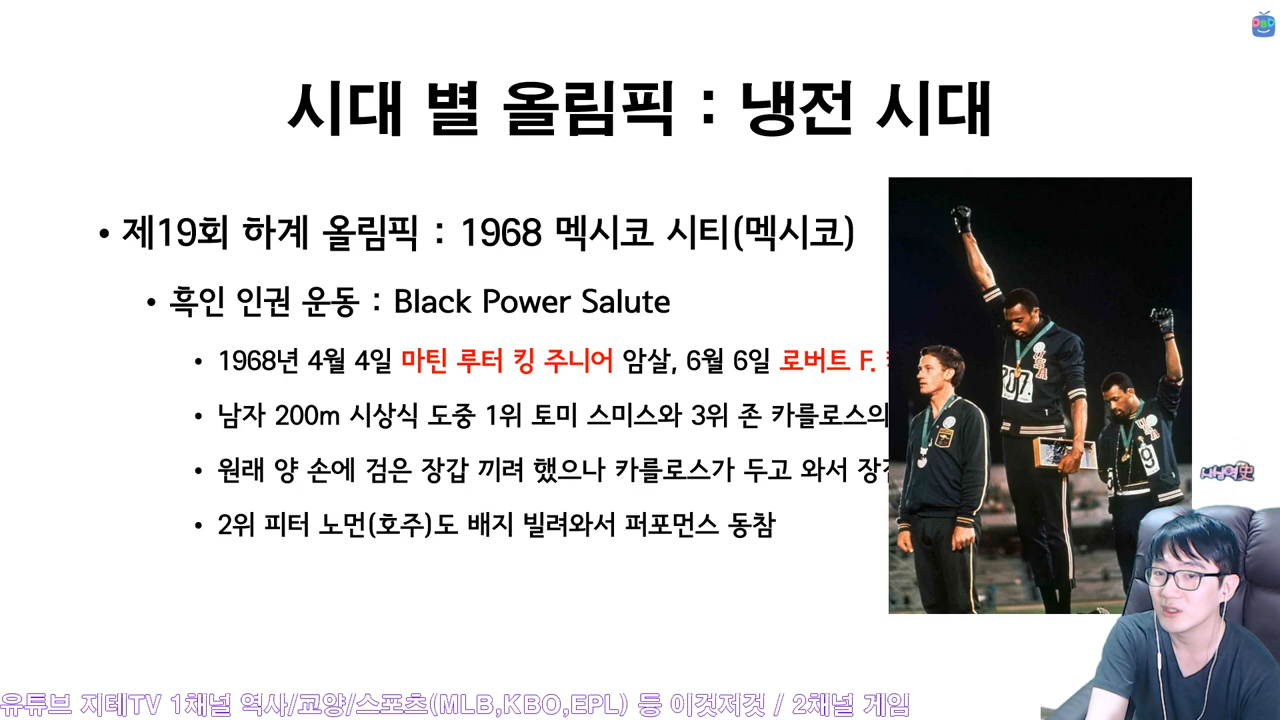 시대 별 올림픽 : 냉전 시대
• 제19회 하계 올림픽 : 1968 멕시코 시티(멕시코)
• 흑인 인권 운동 : Black Power Salute
• 1968년 4월 4일 마틴 루터 킹 주니어 암살, 6월 6일 로버트 F.
• 남자 200m 시상식 도중 1위 토미 스미스와 3위 존 카를로스의
• 원래 양 손에 검은 장갑 끼려 했으나 카를로스가 두고 와서
• 2위 피터 노먼(호주)도 배지 빌려와서 퍼포먼스 동참
USA
307
USA
유튜브 지테TV 1채널 역사/교양/스포츠(MLB,KBO,EPL) 등 이것저것 / 2채널 게임